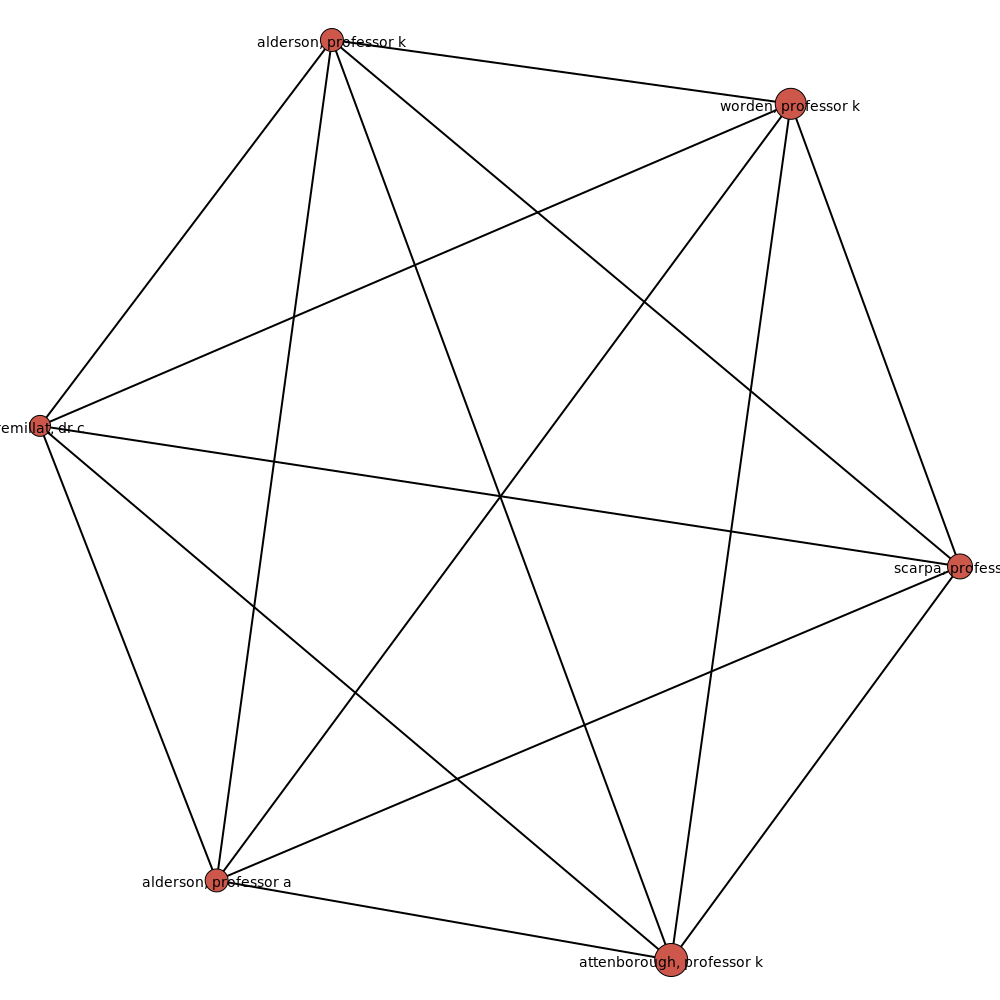 alderson, professor k
worden, professor k
remillat, dr c
scarpa, profess
alderson, professor a
attenborough, professor k